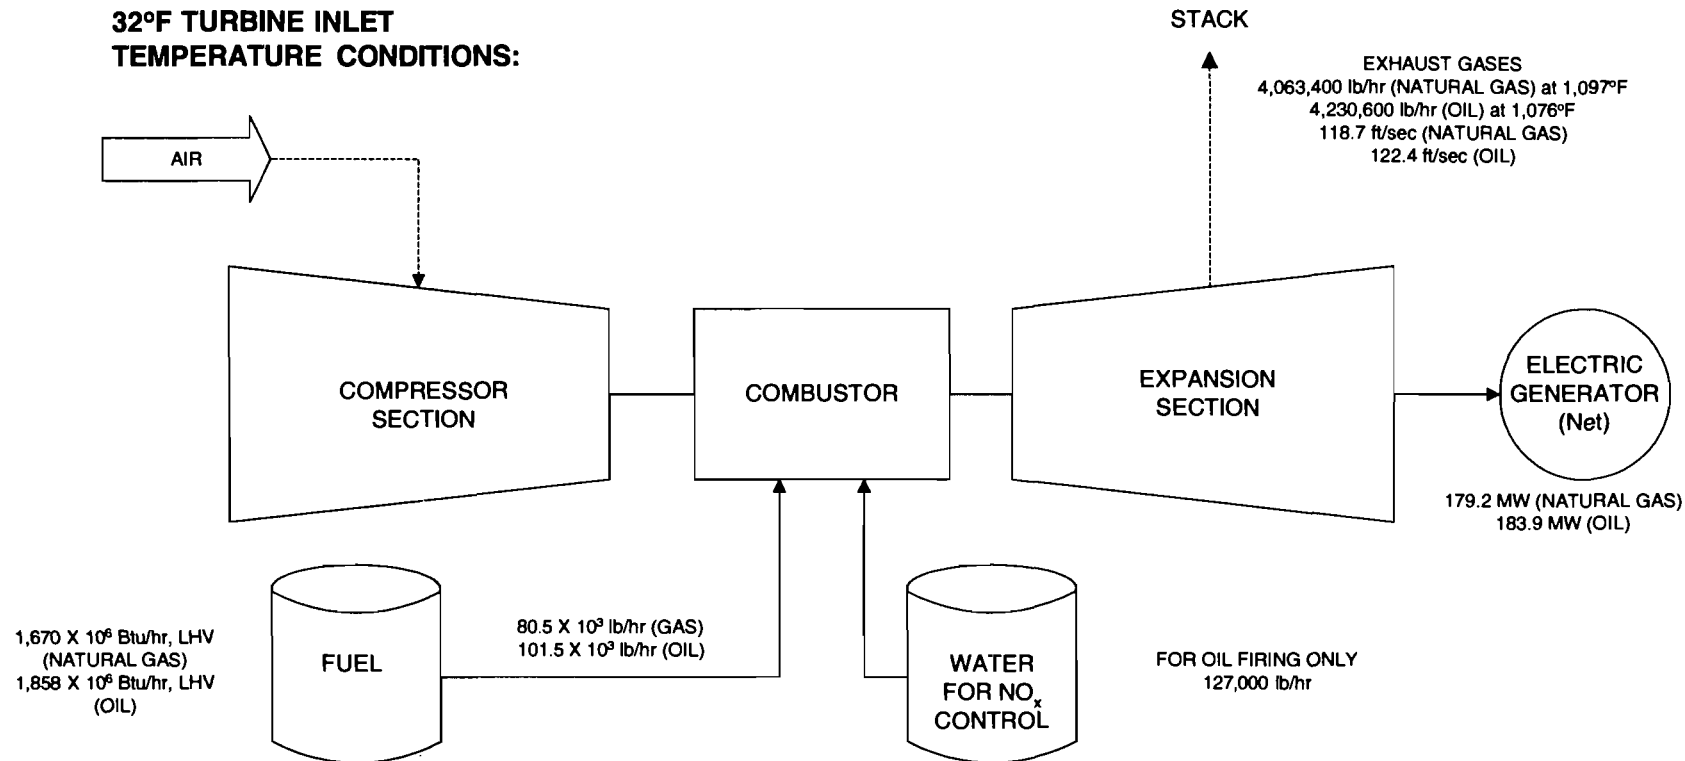 32ºF TURBINE INLET
TEMPERATURE CONDITIONS:
STACK
EXHAUST GASES
4,063,400 lb/hr (NATURAL GAS) at 1,097ºF
4,230,600 lb/hr (OIL) at 1,076ºF
118.7 ft/sec (NATURAL GAS)
122.4 ft/sec (OIL)
AIR
COMPRESSOR
SECTION
COMBUSTOR
EXPANSION
SECTION
ELECTRIC
GENERATOR
(Net)
179.2 MW (NATURAL GAS)
183.9 MW (OIL)
1,670 X 10⁶ Btu/hr, LHV
(NATURAL GAS)
1,858 X 10⁶ Btu/hr, LHV
(OIL)
FUEL
80.5 X 10³ lb/hr (GAS)
101.5 X 10³ lb/hr (OIL)
WATER
FOR NOₓ
CONTROL
FOR OIL FIRING ONLY
127,000 lb/hr